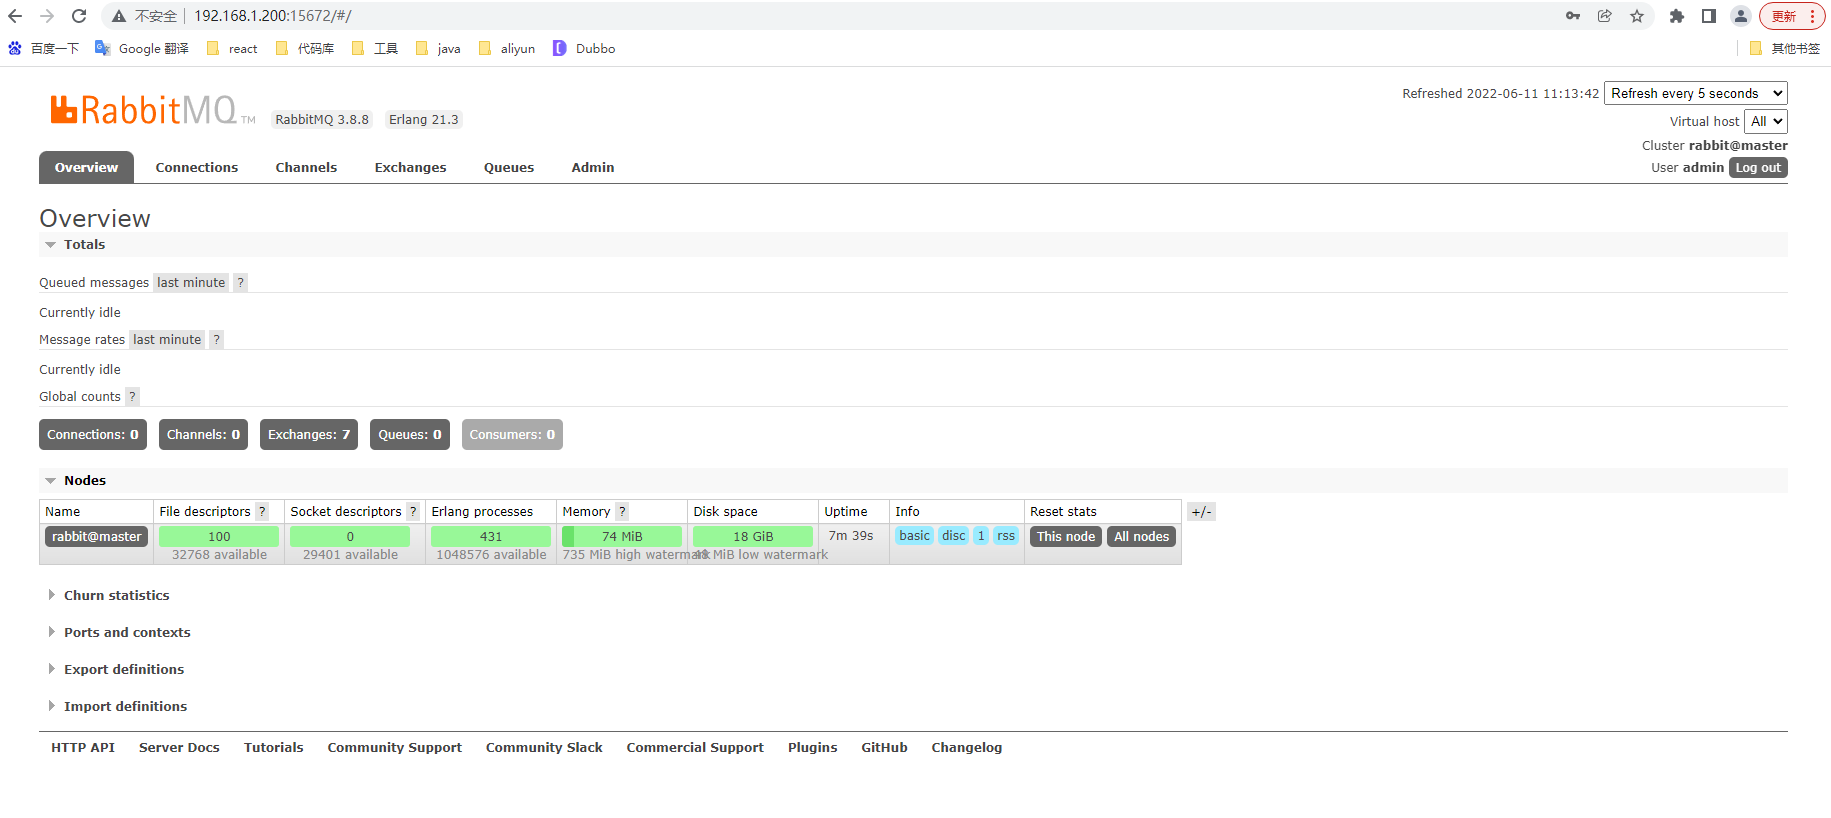 不安全 192.168.1.200:15672/#/ 更新
百度一下 Google 翻译 react 代码库 工具 java aliyun Dubbo 其他书签
RabbitMQ TM RabbitMQ 3.8.8 Erlang 21.3
Refreshed 2022-06-11 11:13:42 Refresh every 5 seconds
Virtual host All
Cluster rabbit@master
User admin Log out
Overview Connections Channels Exchanges Queues Admin
Overview
Totals
Queued messages last minute ?
Currently idle
Message rates last minute ?
Currently idle
Global counts ?
Connections: 0 Channels: 0 Exchanges: 7 Queues: 0 Consumers: 0
Nodes
Name File descriptors ? Socket descriptors ? Erlang processes Memory ? Disk space Uptime Info Reset stats +/-
rabbit@master 100 0 431 74 MiB 18 GiB 7m 39s basic disc 1 rss This node All nodes
32768 available 29401 available 1048576 available 735 MiB high watermark MiB low watermark
Churn statistics
Ports and contexts
Export definitions
Import definitions
HTTP API Server Docs Tutorials Community Support Community Slack Commercial Support Plugins GitHub Changelog